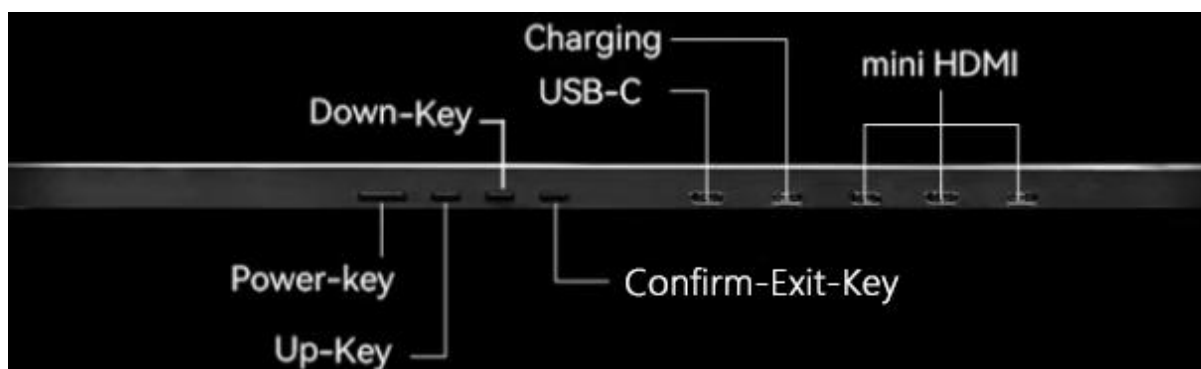 Charging
mini HDMI
USB-C
Down-Key
Power-key
Confirm-Exit-Key
Up-Key